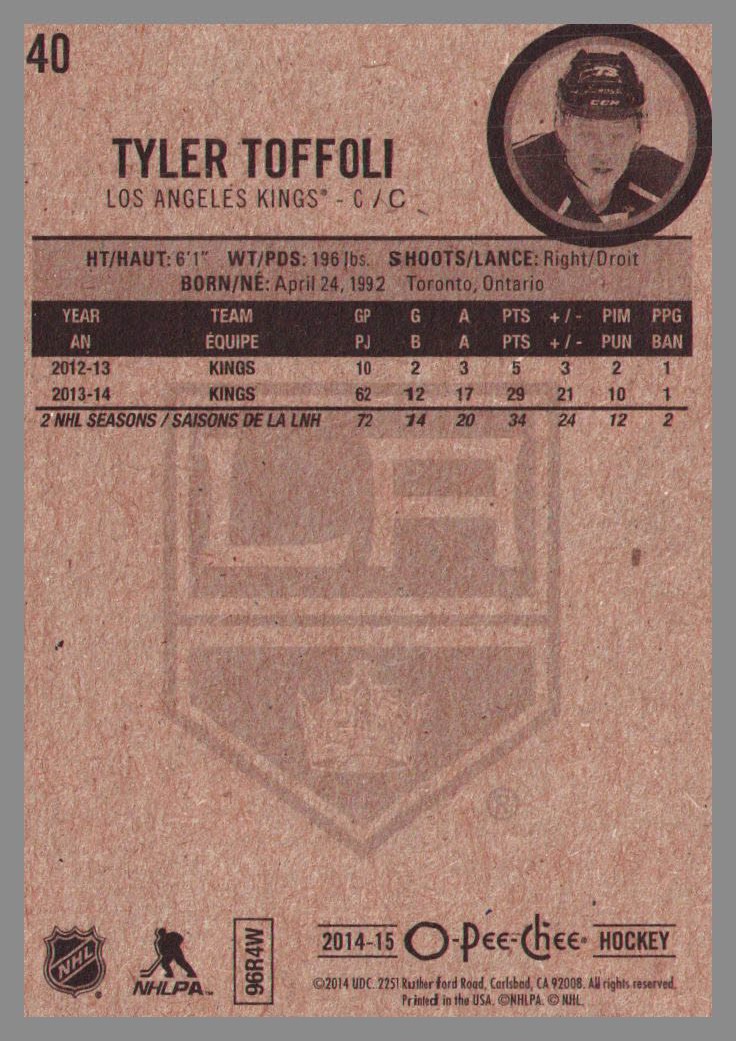 40
TYLER TOFFOLI
LOS ANGELES KINGS® - C / C
HT/HAUT: 6'1" WT/PDS: 196 lbs. SHOOTS/LANCE: Right/Droit
BORN/NÉ: April 24, 1992 Toronto, Ontario
YEAR TEAM GP G A PTS +/- PIM PPG
AN ÉQUIPE PJ B A PTS +/- PUN BAN
2012-13 KINGS 10 2 3 5 3 2 1
2013-14 KINGS 62 12 17 29 21 10 1
2 NHL SEASONS / SAISONS DE LA LNH 72 14 20 34 24 12 2
LA
®
NHL
NHLPA™
96R4W
2014-15 O-Pee-Chee® HOCKEY
©2014 UDC. 2251 Rutherford Road, Carlsbad, CA 92008. All rights reserved.
Printed in the USA. ©NHLPA. © NHL.
CCM